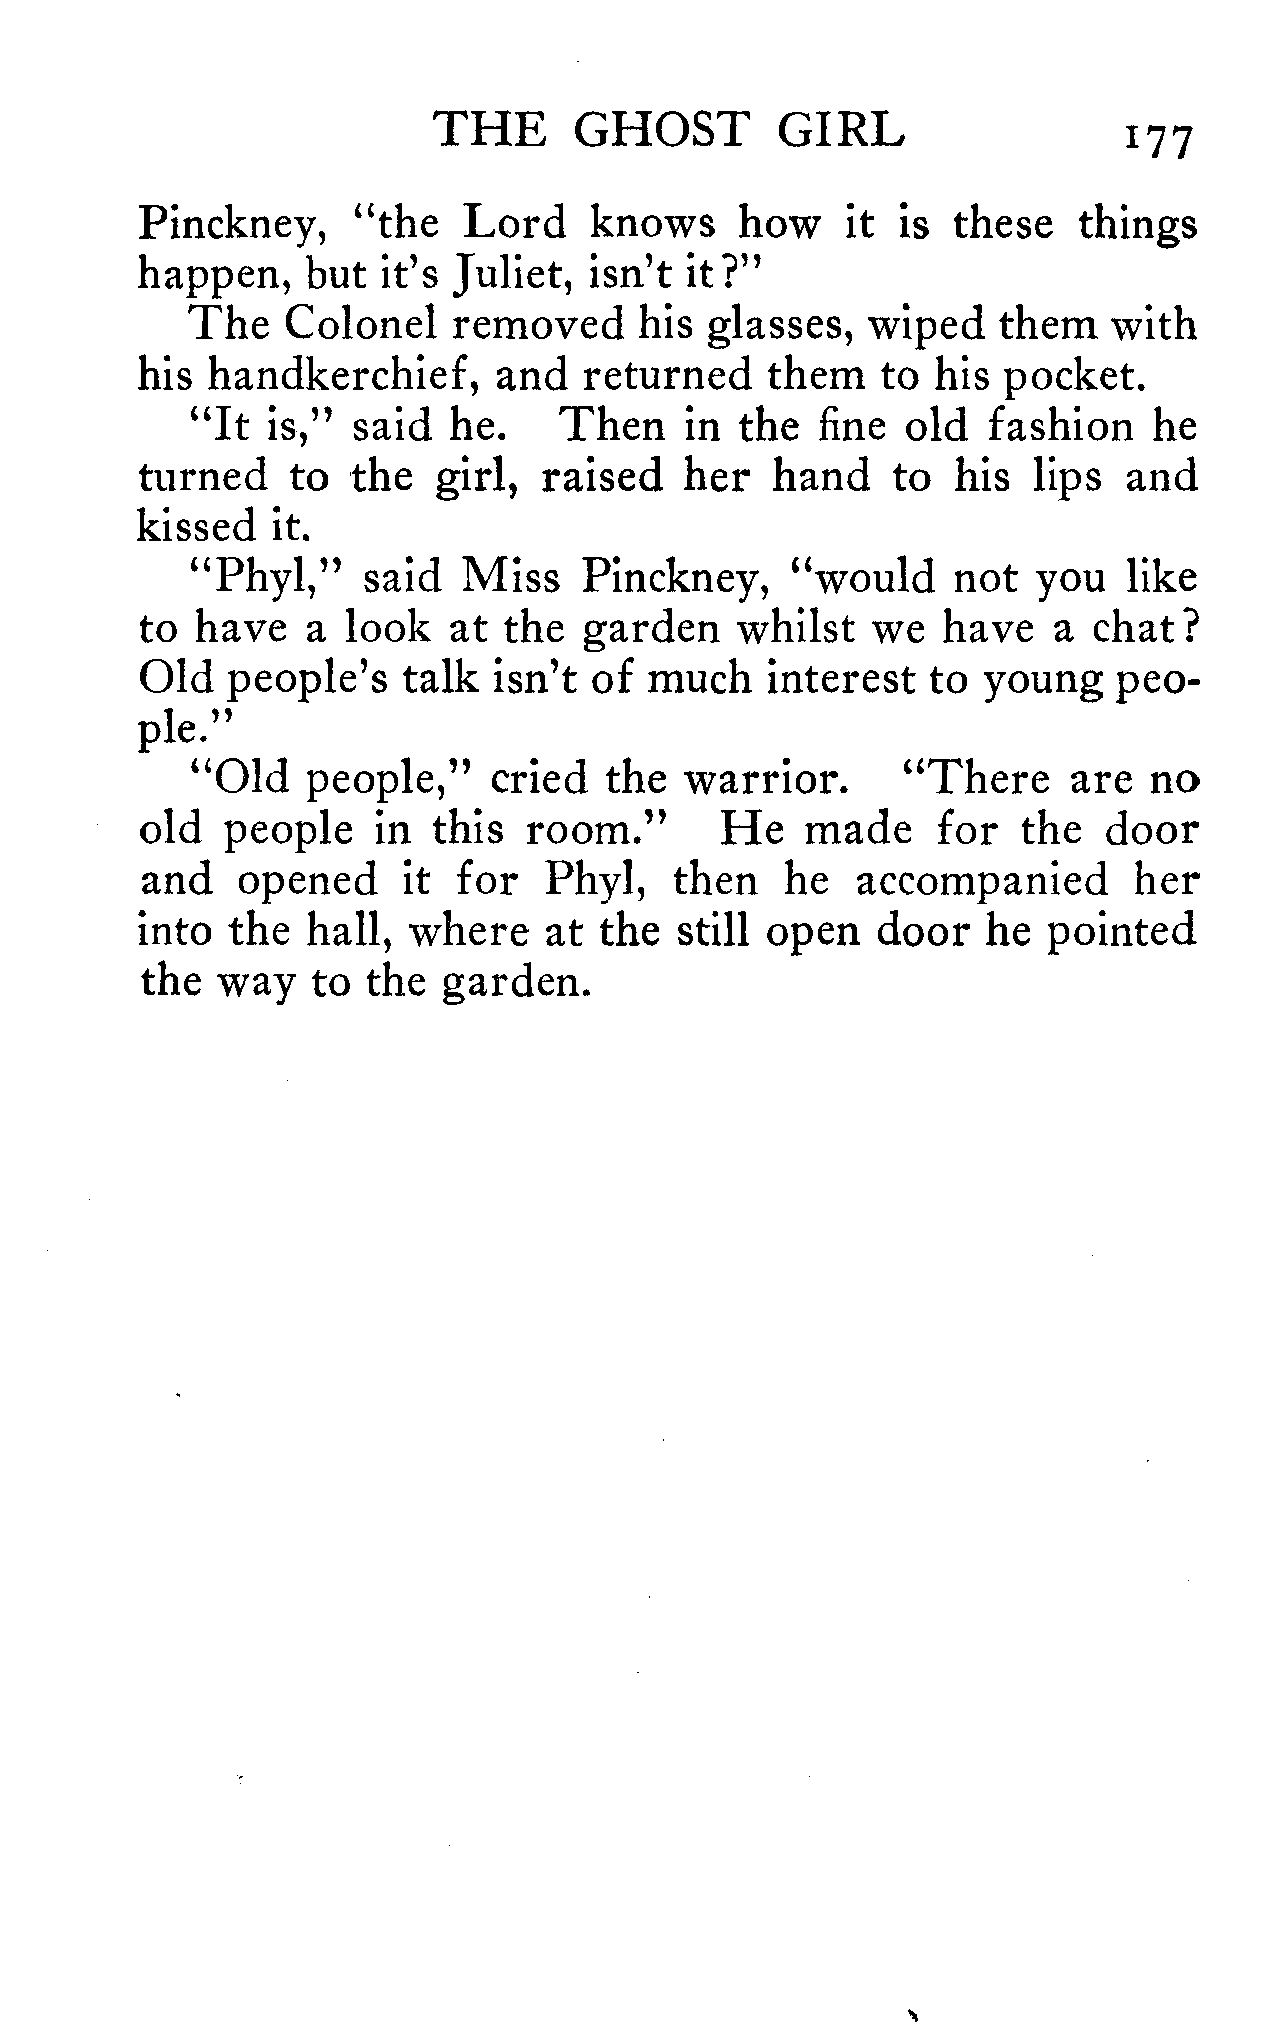 THE GHOST GIRL 177
Pinckney, "the Lord knows how it is these things
happen, but it's Juliet, isn't it?"
The Colonel removed his glasses, wiped them with
his handkerchief, and returned them to his pocket.
"It is," said he. Then in the fine old fashion he
turned to the girl, raised her hand to his lips and
kissed it.
"Phyl," said Miss Pinckney, "would not you like
to have a look at the garden whilst we have a chat?
Old people's talk isn't of much interest to young peo-
ple."
"Old people," cried the warrior. "There are no
old people in this room." He made for the door
and opened it for Phyl, then he accompanied her
into the hall, where at the still open door he pointed
the way to the garden.